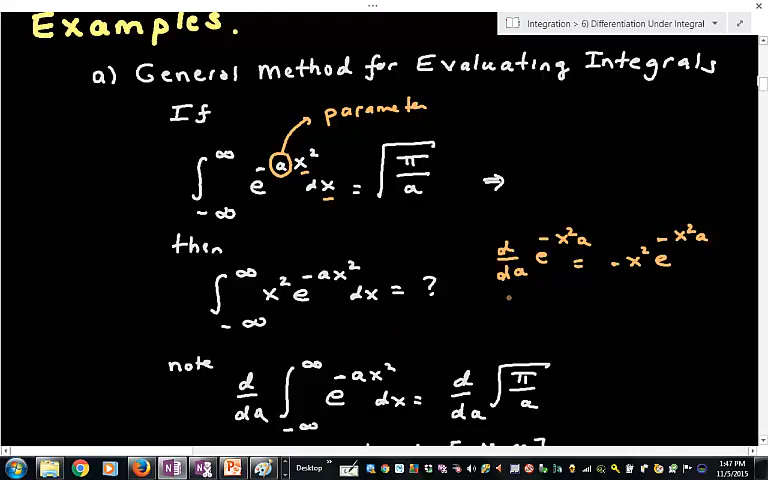 Examples.
Integration > 6) Differentiation Under Integral
a) General method for Evaluating Integrals
If
parameter
∫_{-∞}^{∞} e^{-ax²} dx = √(π/a) ⇒
then
d/da e^{-x²a} = -x² e^{-x²a}
∫_{-∞}^{∞} x² e^{-ax²} dx = ?
note
d/da ∫_{-∞}^{∞} e^{-ax²} dx = d/da √(π/a)
Desktop
1:47 PM
11/5/2015